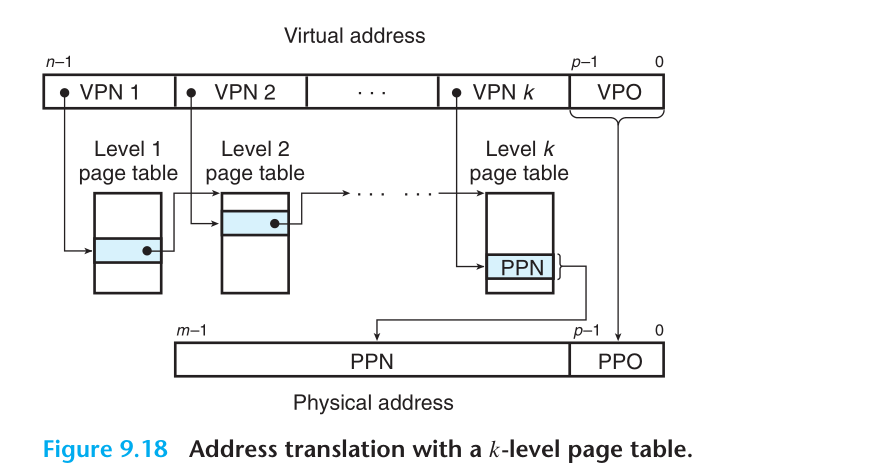 Virtual address
n–1 p–1 0
VPN 1 VPN 2 · · · VPN k VPO
Level 1 Level 2 Level k
page table page table page table
· · · · · ·
PPN
m–1 p–1 0
PPN PPO
Physical address
Figure 9.18 Address translation with a k-level page table.